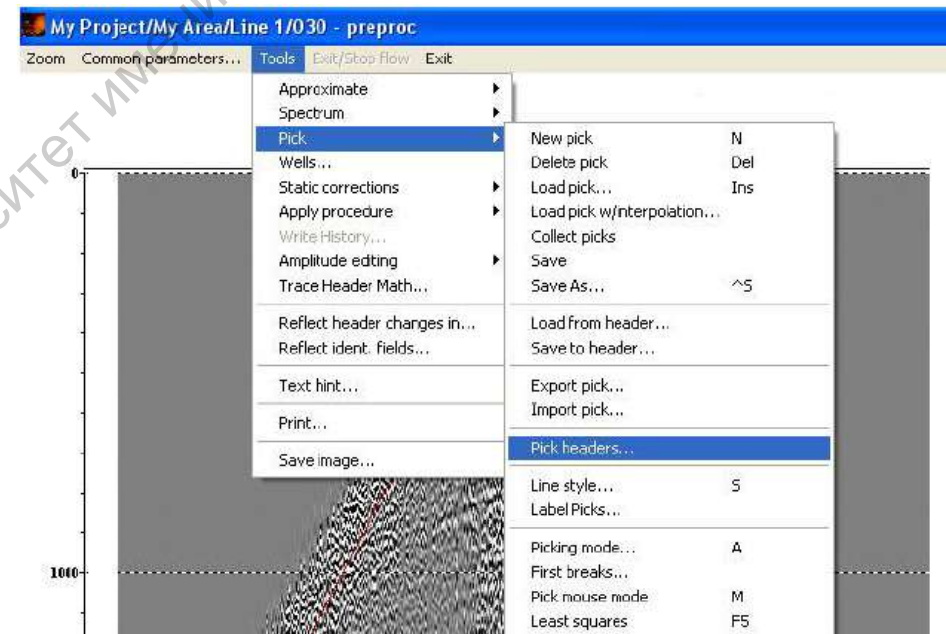 My Project/My Area/Line 1/030 - preproc
Zoom Common parameters... Tools Exit/Stop flow Exit
Approximate
Spectrum
Pick
Wells...
Static corrections
Apply procedure
Write History...
Amplitude editing
Trace Header Math...
Reflect header changes in...
Reflect ident. fields...
Text hint...
Print...
Save image...
New pick N
Delete pick Del
Load pick... Ins
Load pick w/interpolation...
Collect picks
Save
Save As... ^S
Load from header...
Save to header...
Export pick...
Import pick...
Pick headers...
Line style... S
Label Picks...
Picking mode... A
First breaks...
Pick mouse mode M
Least squares F5
0
1000
ситет имени